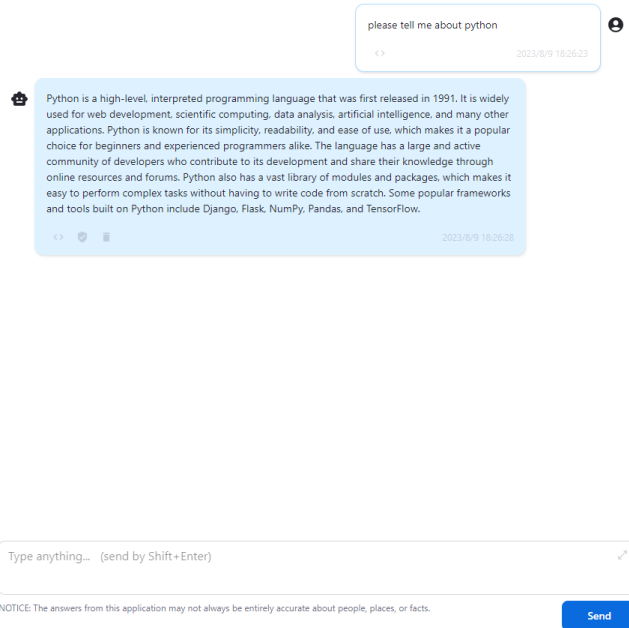 please tell me about python
2023/8/9 18:26:23
Python is a high-level, interpreted programming language that was first released in 1991. It is widely
used for web development, scientific computing, data analysis, artificial intelligence, and many other
applications. Python is known for its simplicity, readability, and ease of use, which makes it a popular
choice for beginners and experienced programmers alike. The language has a large and active
community of developers who contribute to its development and share their knowledge through
online resources and forums. Python also has a vast library of modules and packages, which makes it
easy to perform complex tasks without having to write code from scratch. Some popular frameworks
and tools built on Python include Django, Flask, NumPy, Pandas, and TensorFlow.
2023/8/9 18:26:28
Type anything... (send by Shift+Enter)
NOTICE: The answers from this application may not always be entirely accurate about people, places, or facts.
Send